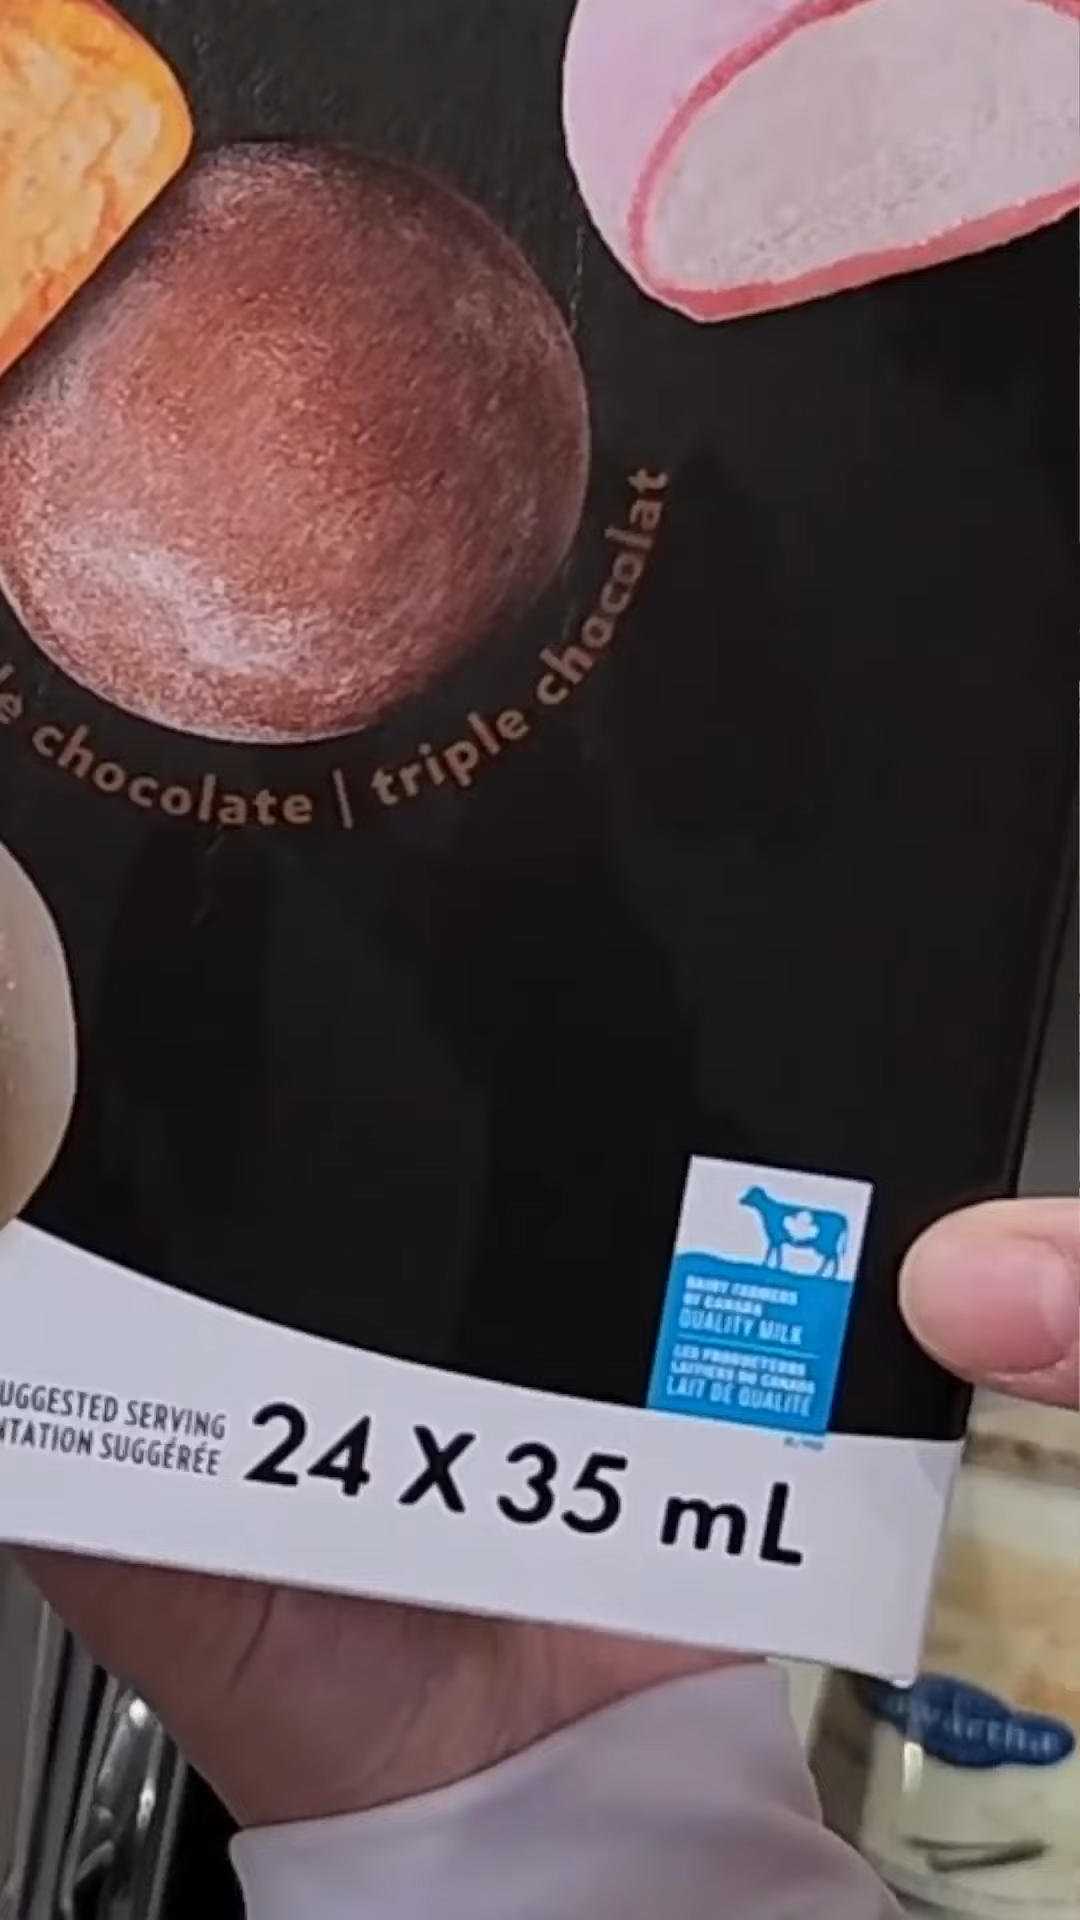 chocolate | triple chocolat
DAIRY FARMERS
OF CANADA
QUALITY MILK
LES PRODUCTEURS
LAITIERS DU CANADA
LAIT DE QUALITÉ
UGGESTED SERVING
NTATION SUGGÉRÉE
24 X 35 mL